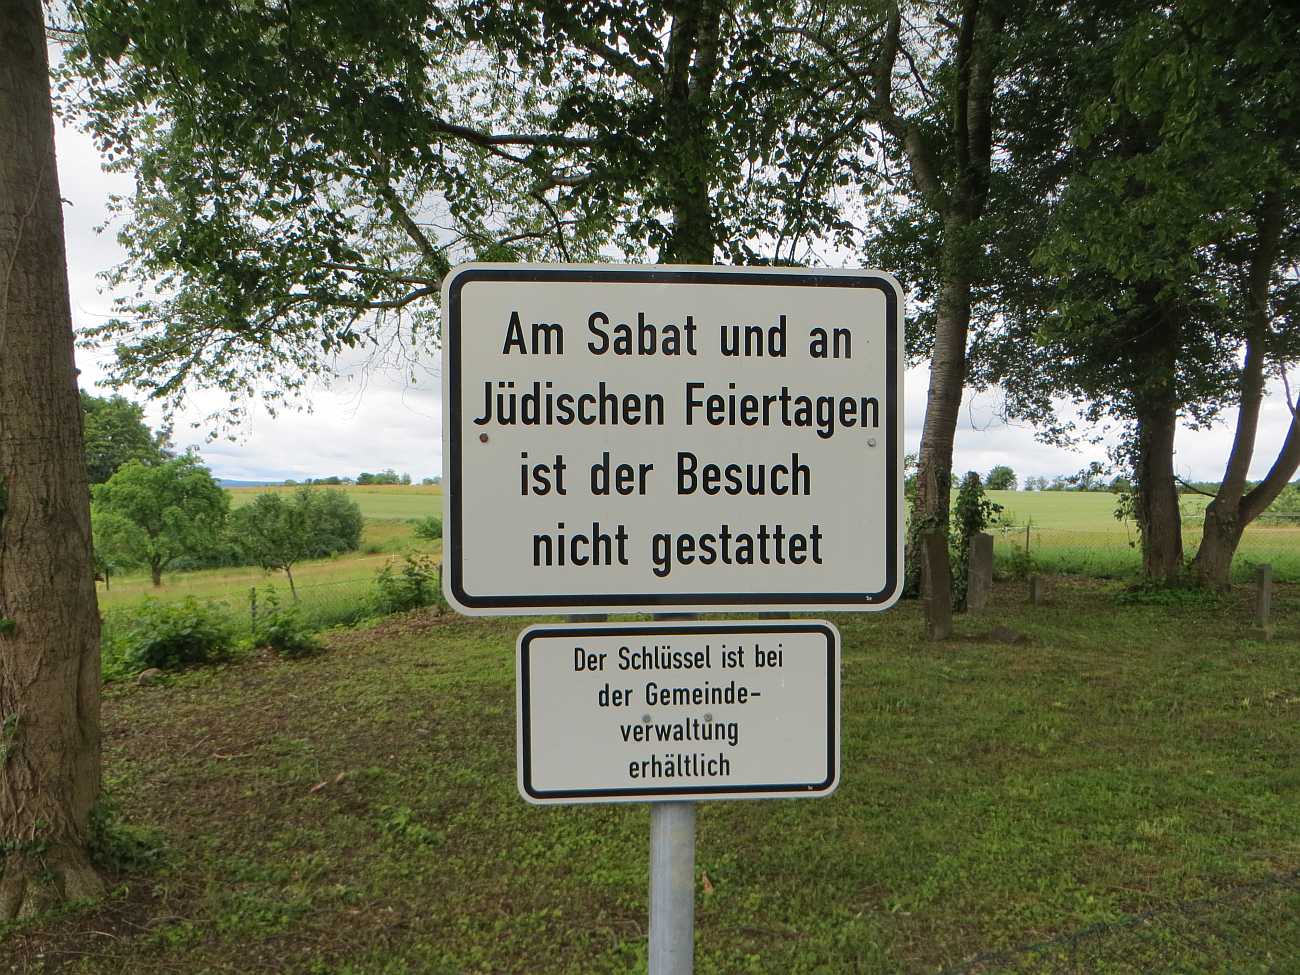 Am Sabat und an
Jüdischen Feiertagen
ist der Besuch
nicht gestattet
Der Schlüssel ist bei
der Gemeinde-
verwaltung
erhältlich